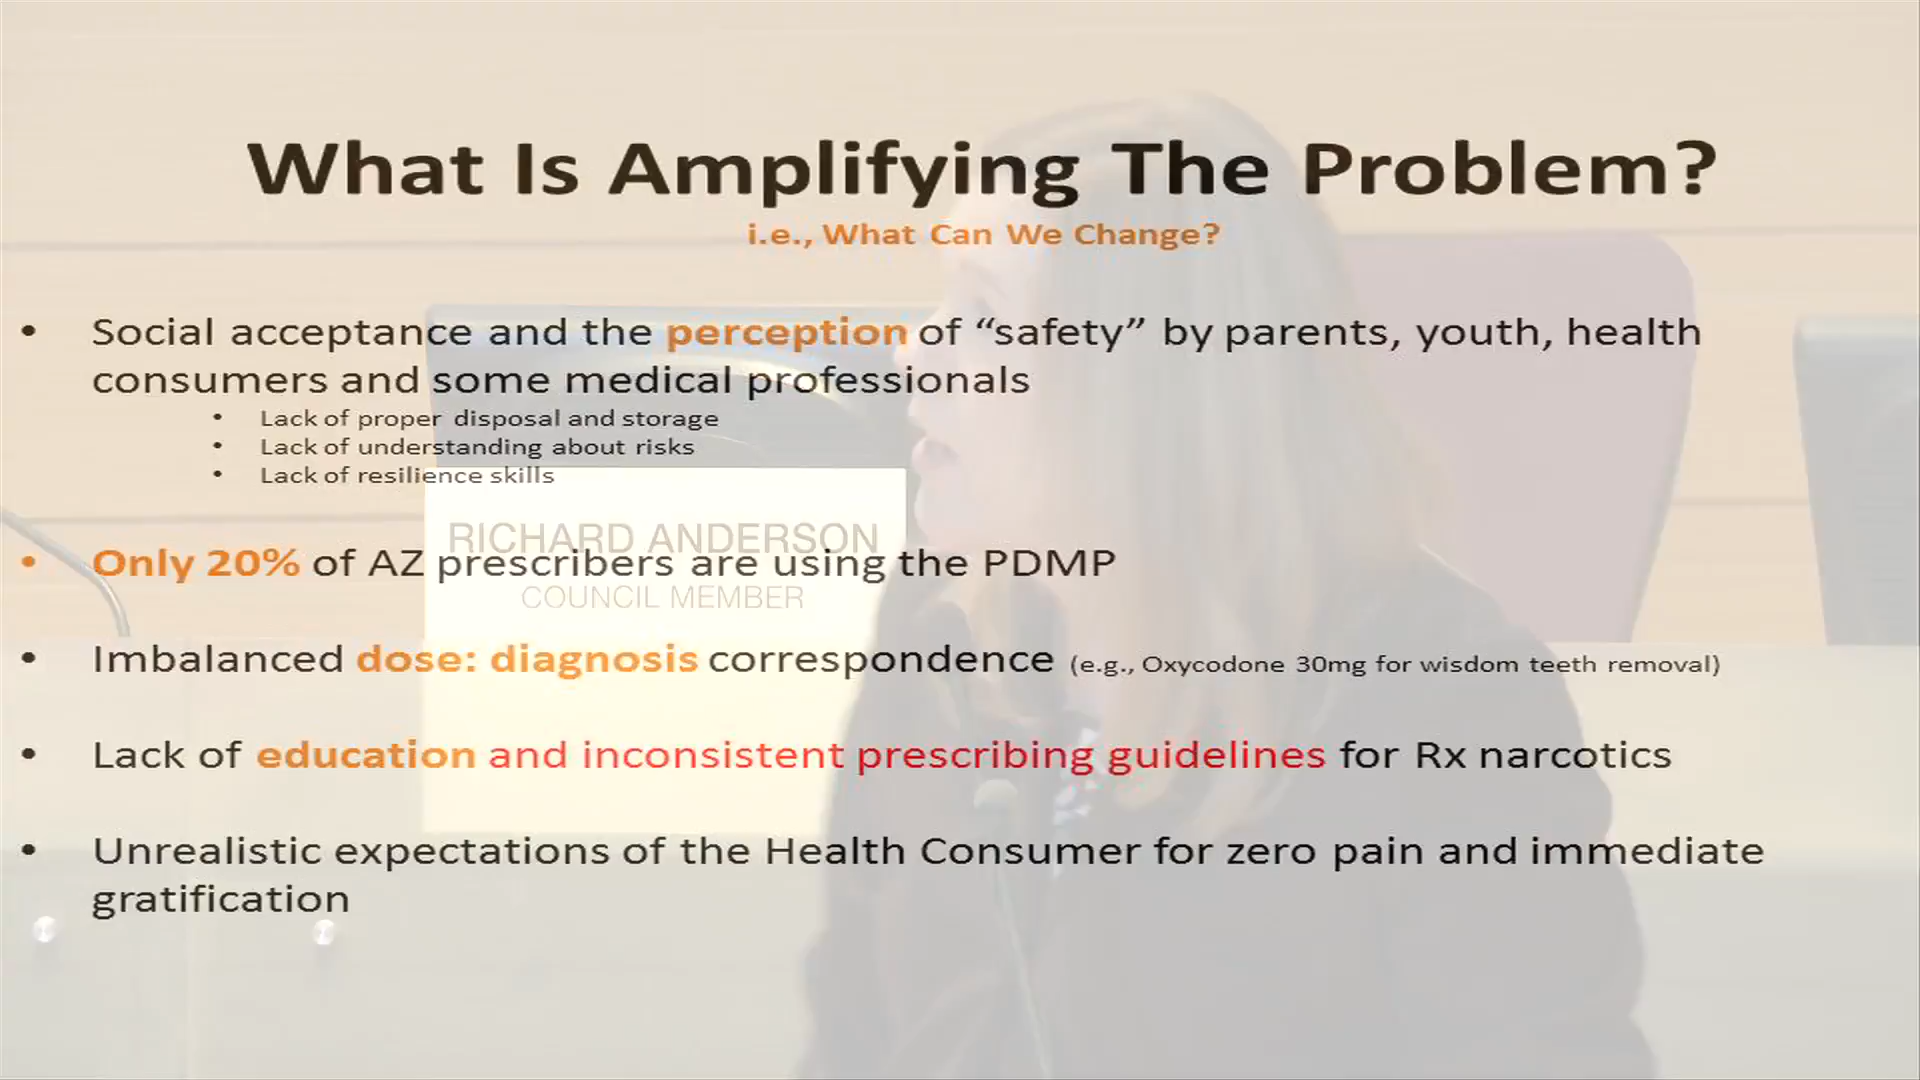 What Is Amplifying The Problem?
i.e., What Can We Change?
• Social acceptance and the perception of “safety” by parents, youth, health
consumers and some medical professionals
• Lack of proper disposal and storage
• Lack of understanding about risks
• Lack of resilience skills
RICHARD ANDERSON
• Only 20% of AZ prescribers are using the PDMP
COUNCIL MEMBER
• Imbalanced dose: diagnosis correspondence (e.g., Oxycodone 30mg for wisdom teeth removal)
• Lack of education and inconsistent prescribing guidelines for Rx narcotics
• Unrealistic expectations of the Health Consumer for zero pain and immediate
gratification